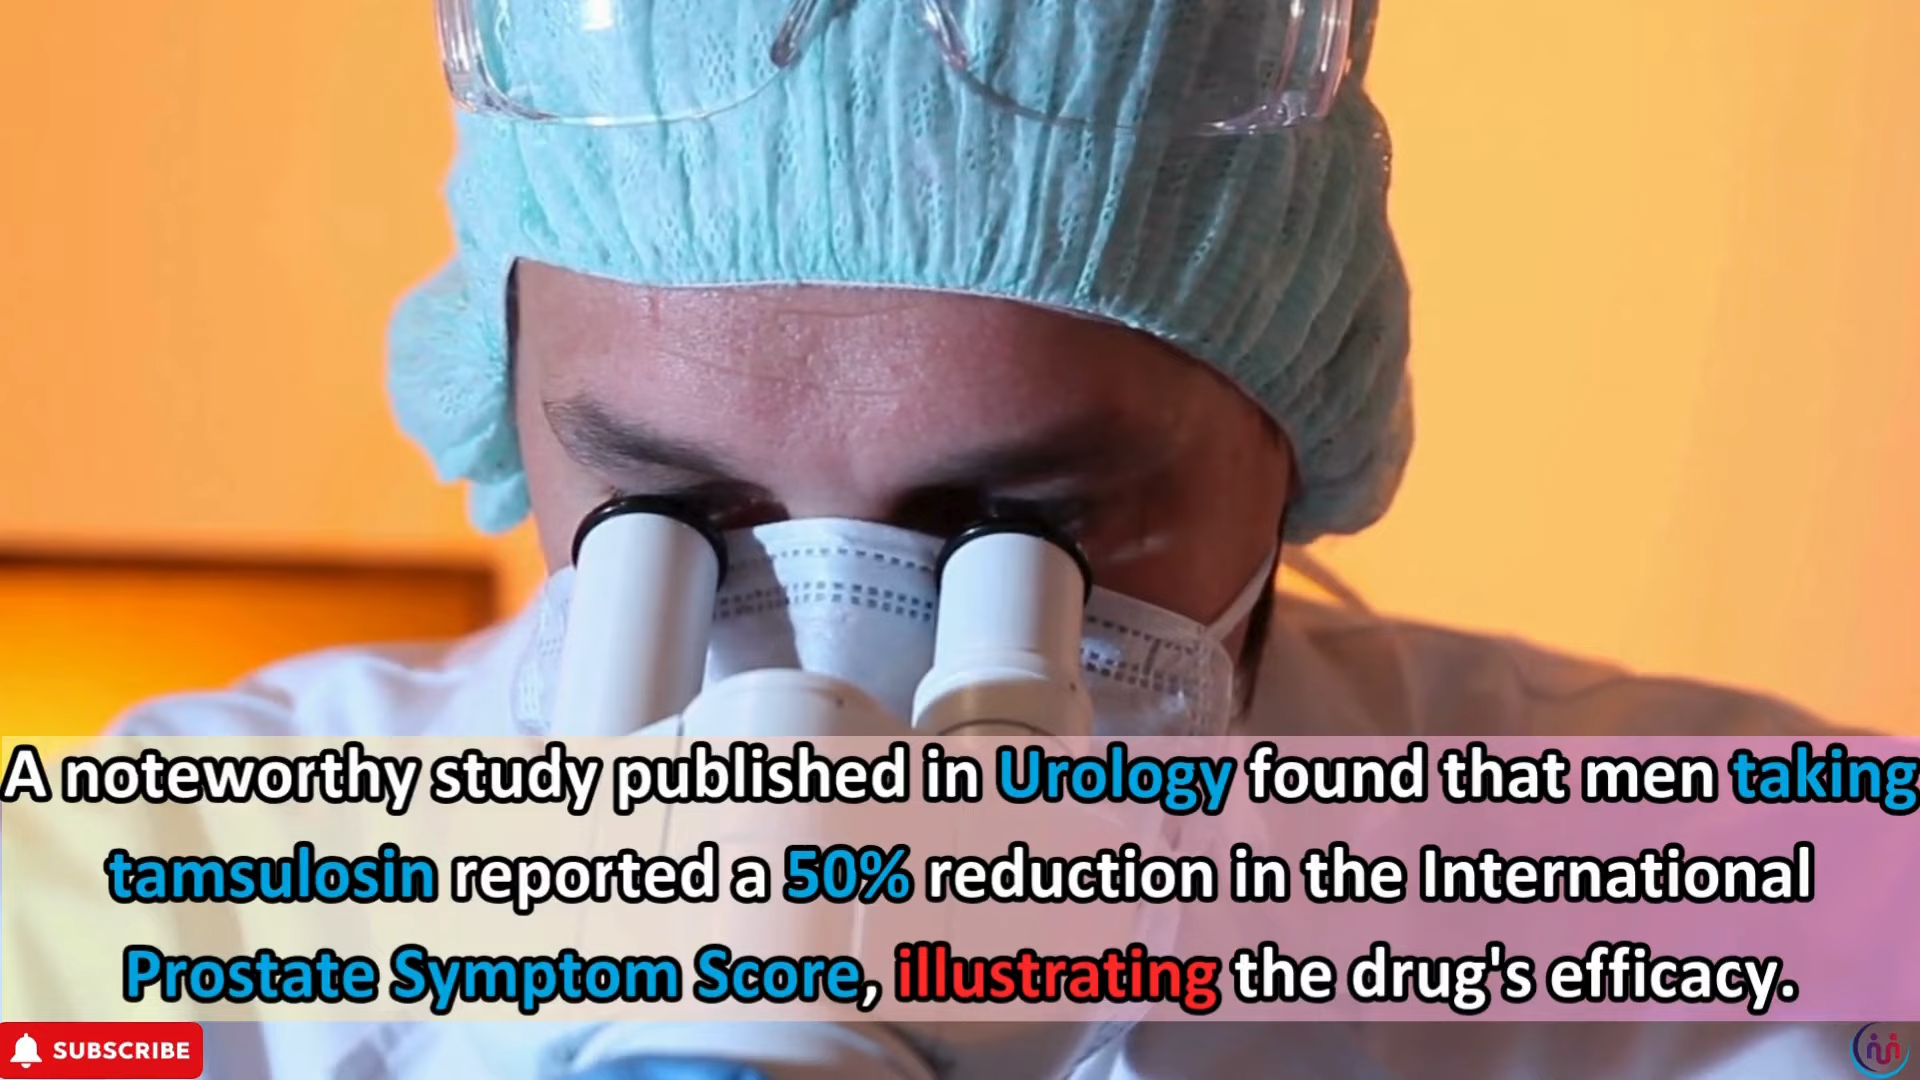 A noteworthy study published in Urology found that men taking
tamsulosin reported a 50% reduction in the International
Prostate Symptom Score, illustrating the drug's efficacy.
SUBSCRIBE